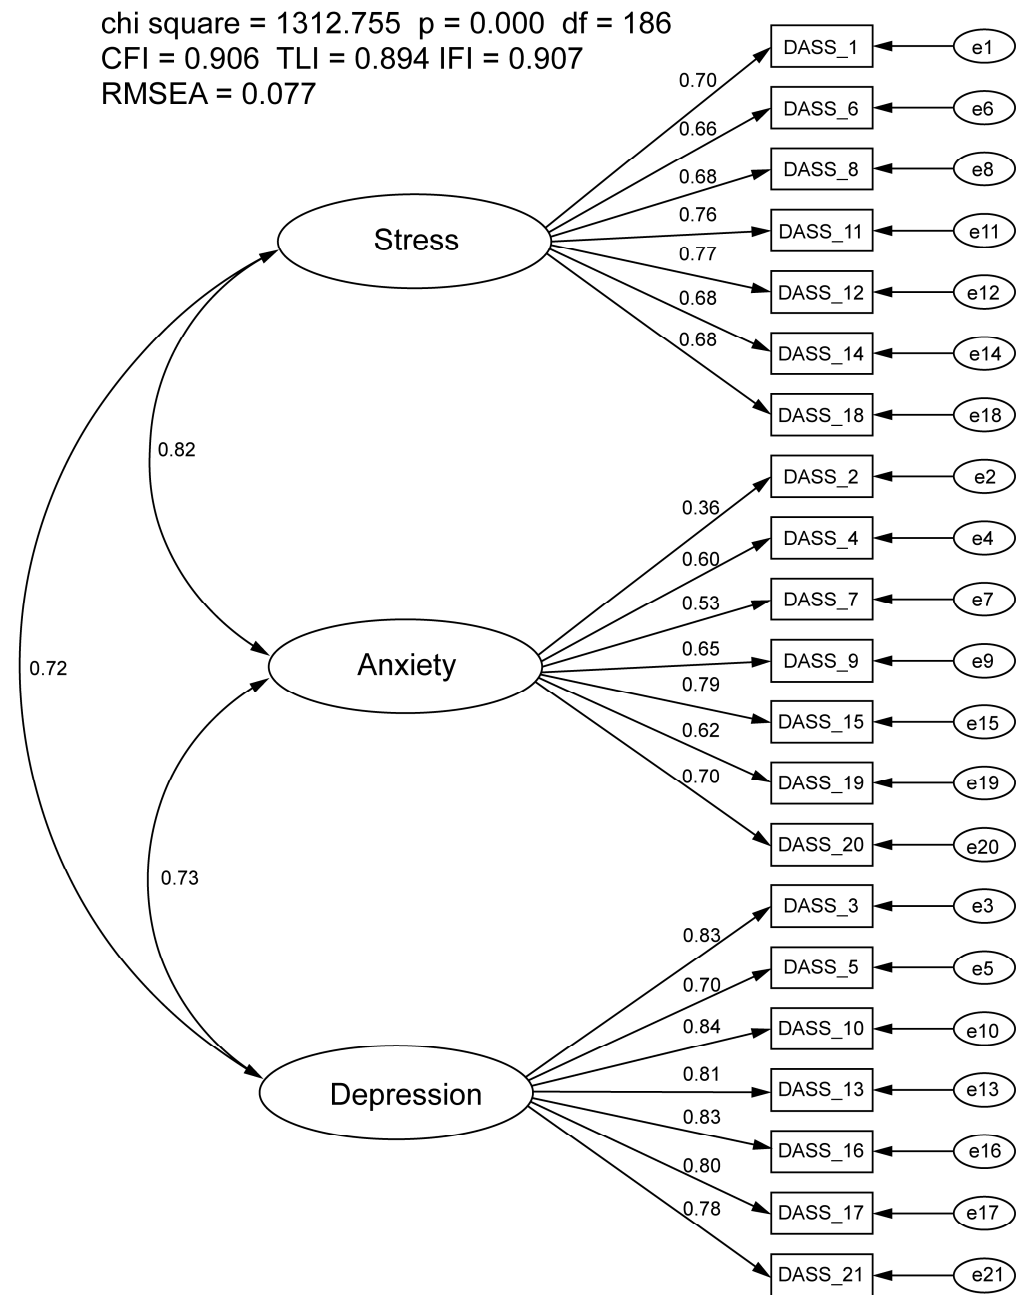 chi square = 1312.755  p = 0.000  df = 186
CFI = 0.906  TLI = 0.894 IFI = 0.907
RMSEA = 0.077
DASS_1
e1
0.70
DASS_6
e6
0.66
DASS_8
e8
0.68
DASS_11
e11
0.76
Stress
DASS_12
e12
0.77
DASS_14
e14
0.68
DASS_18
e18
0.68
0.82
DASS_2
e2
0.36
DASS_4
e4
0.60
DASS_7
e7
0.53
DASS_9
e9
0.65
Anxiety
0.72
DASS_15
e15
0.79
DASS_19
e19
0.62
DASS_20
e20
0.70
0.73
DASS_3
e3
0.83
DASS_5
e5
0.70
DASS_10
e10
0.84
DASS_13
e13
0.81
Depression
DASS_16
e16
0.83
DASS_17
e17
0.80
DASS_21
e21
0.78